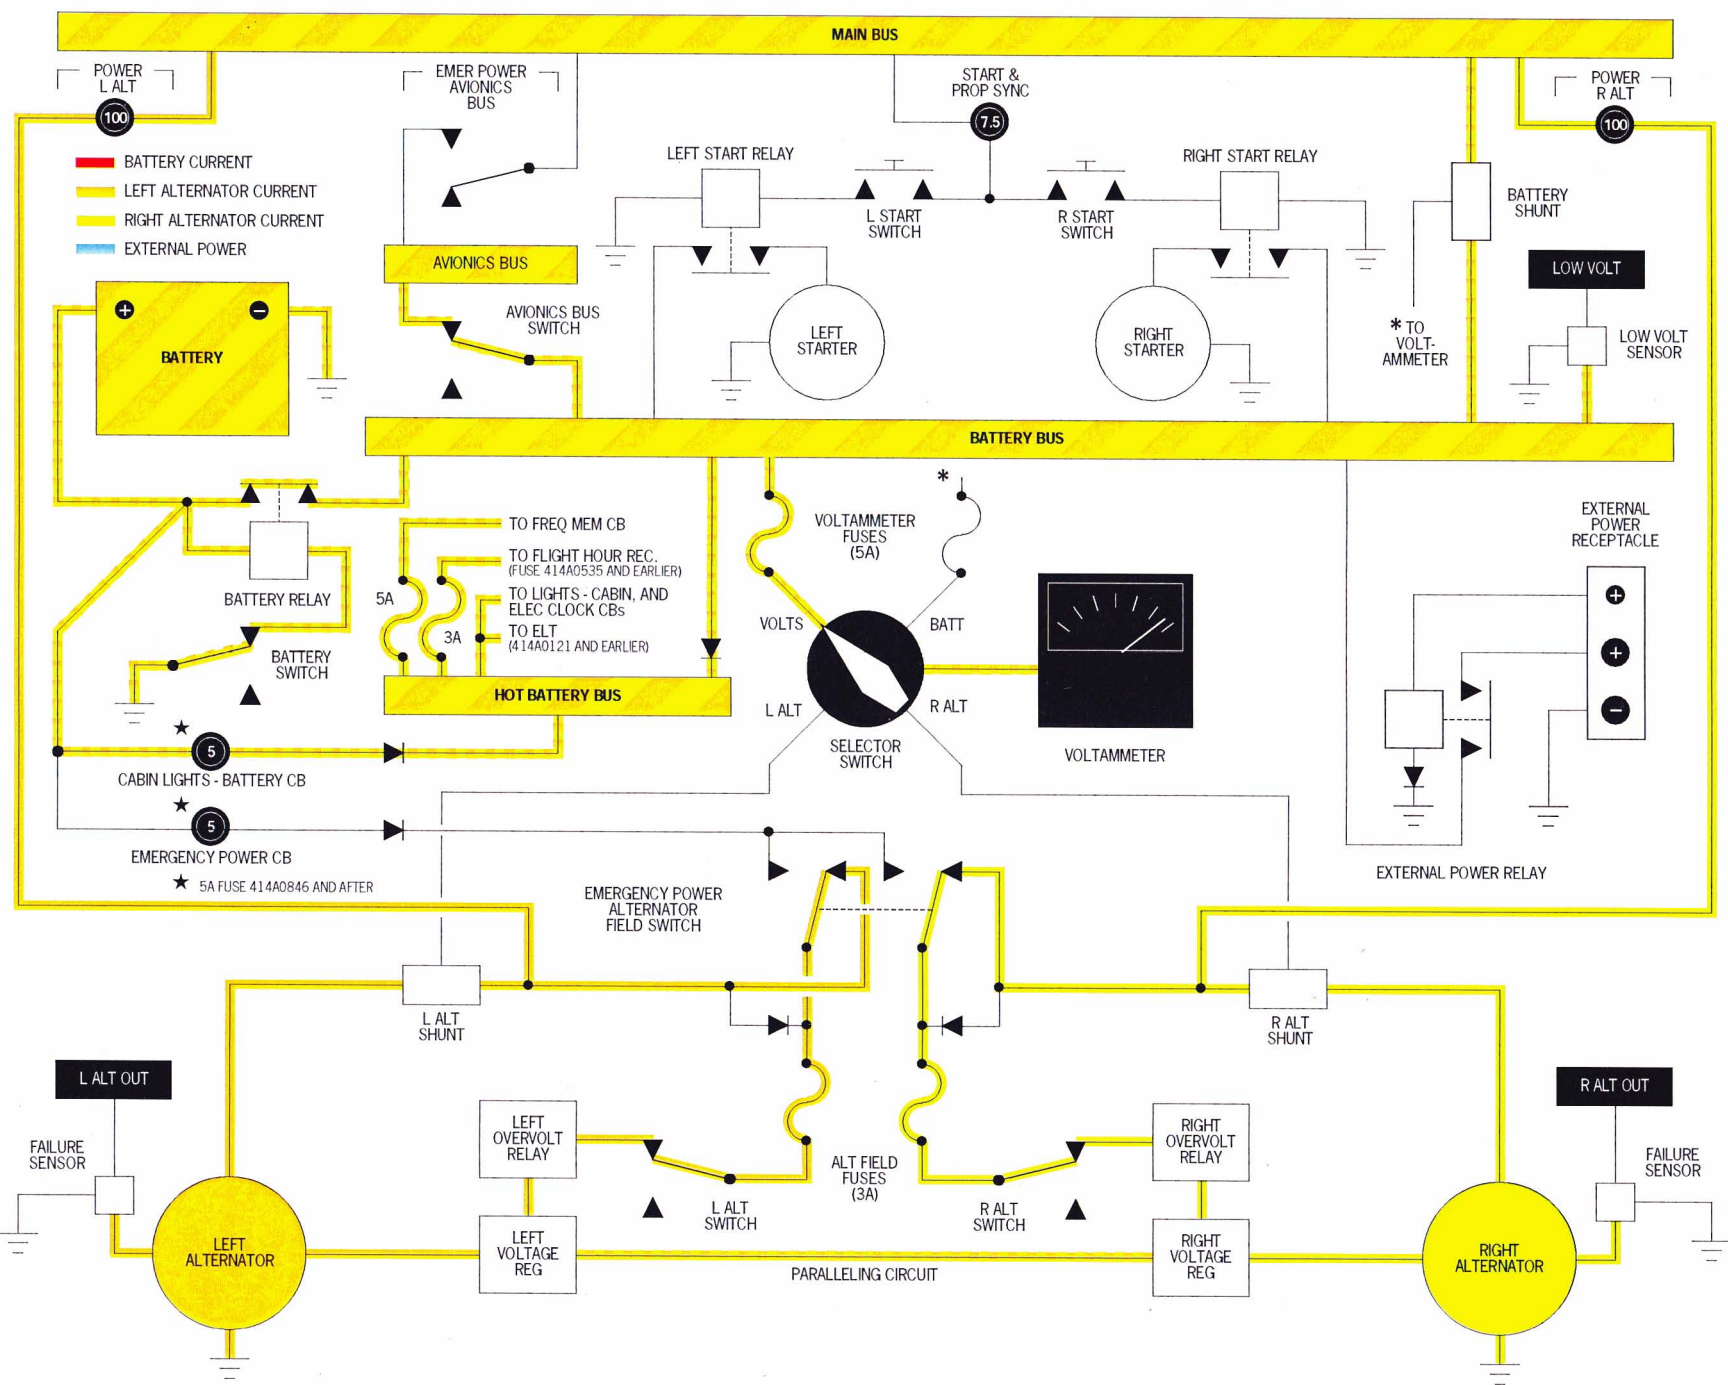 MAIN BUS
POWER
L ALT
100
EMER POWER
AVIONICS
BUS
START &
PROP SYNC
7.5
POWER
R ALT
100
BATTERY CURRENT
LEFT ALTERNATOR CURRENT
RIGHT ALTERNATOR CURRENT
EXTERNAL POWER
LEFT START RELAY
RIGHT START RELAY
L START
SWITCH
R START
SWITCH
BATTERY
SHUNT
AVIONICS BUS
LOW VOLT
+
−
BATTERY
AVIONICS BUS
SWITCH
LEFT
STARTER
RIGHT
STARTER
* TO
VOLT-
AMMETER
LOW VOLT
SENSOR
BATTERY BUS
*
TO FREQ MEM CB
TO FLIGHT HOUR REC.
(FUSE 414A0535 AND EARLIER)
TO LIGHTS - CABIN, AND
ELEC CLOCK CBs
TO ELT
(414A0121 AND EARLIER)
5A
3A
VOLTAMMETER
FUSES
(5A)
EXTERNAL
POWER
RECEPTACLE
+
+
−
BATTERY RELAY
BATTERY
SWITCH
VOLTS
BATT
HOT BATTERY BUS
L ALT
R ALT
SELECTOR
SWITCH
VOLTAMMETER
★
5
CABIN LIGHTS - BATTERY CB
★
5
EMERGENCY POWER CB
★ 5A FUSE 414A0846 AND AFTER
EXTERNAL POWER RELAY
EMERGENCY POWER
ALTERNATOR
FIELD SWITCH
L ALT
SHUNT
R ALT
SHUNT
L ALT OUT
R ALT OUT
FAILURE
SENSOR
LEFT
OVERVOLT
RELAY
ALT FIELD
FUSES
(3A)
RIGHT
OVERVOLT
RELAY
FAILURE
SENSOR
L ALT
SWITCH
R ALT
SWITCH
LEFT
ALTERNATOR
LEFT
VOLTAGE
REG
PARALLELING CIRCUIT
RIGHT
VOLTAGE
REG
RIGHT
ALTERNATOR